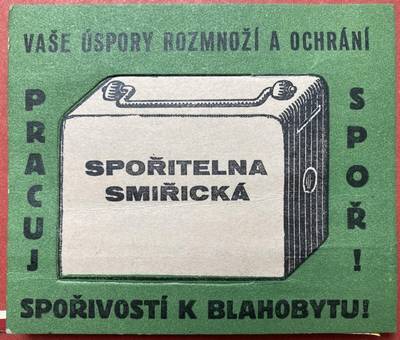 VAŠE ÚSPORY ROZMNOŽÍ A OCHRÁNÍ
PRACUJ
SPOŘITELNA
SMIŘICKÁ
SPOŘ!
SPOŘIVOSTÍ K BLAHOBYTU!